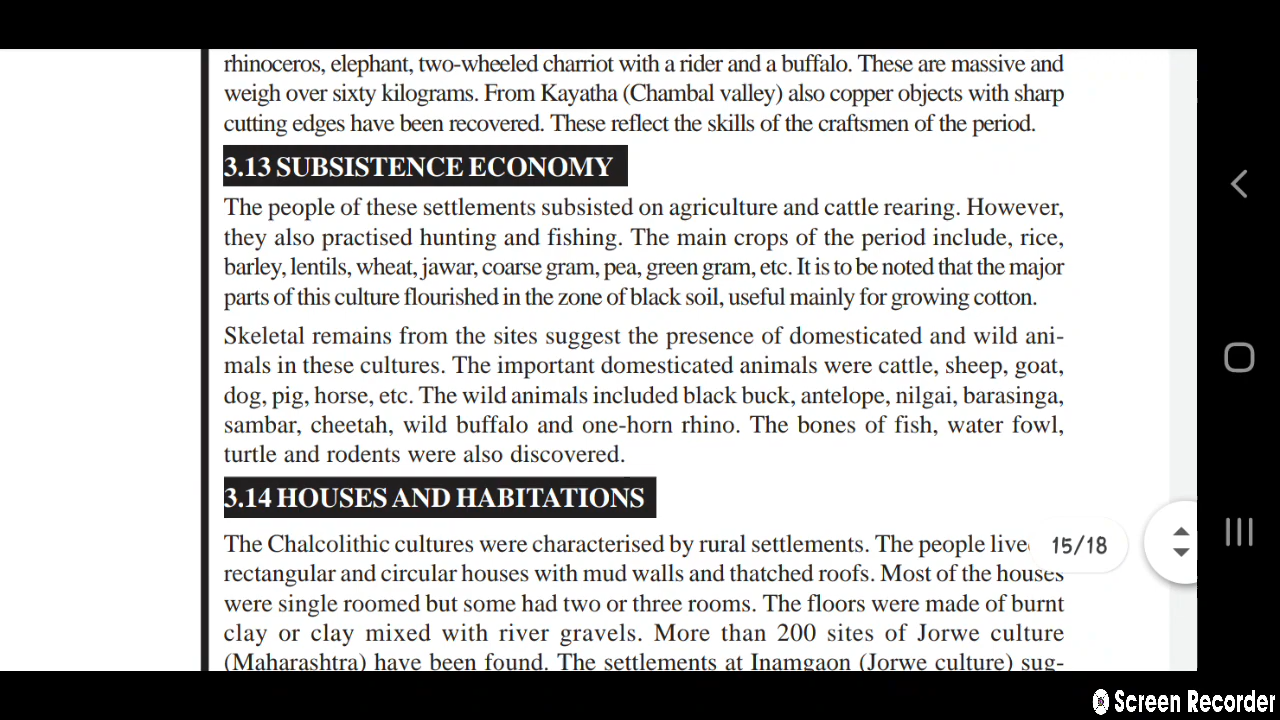 rhinoceros, elephant, two-wheeled charriot with a rider and a buffalo. These are massive and
weigh over sixty kilograms. From Kayatha (Chambal valley) also copper objects with sharp
cutting edges have been recovered. These reflect the skills of the craftsmen of the period.
3.13 SUBSISTENCE ECONOMY
The people of these settlements subsisted on agriculture and cattle rearing. However,
they also practised hunting and fishing. The main crops of the period include, rice,
barley, lentils, wheat, jawar, coarse gram, pea, green gram, etc. It is to be noted that the major
parts of this culture flourished in the zone of black soil, useful mainly for growing cotton.
Skeletal remains from the sites suggest the presence of domesticated and wild ani-
mals in these cultures. The important domesticated animals were cattle, sheep, goat,
dog, pig, horse, etc. The wild animals included black buck, antelope, nilgai, barasinga,
sambar, cheetah, wild buffalo and one-horn rhino. The bones of fish, water fowl,
turtle and rodents were also discovered.
3.14 HOUSES AND HABITATIONS
The Chalcolithic cultures were characterised by rural settlements. The people live
15/18
rectangular and circular houses with mud walls and thatched roofs. Most of the houses
were single roomed but some had two or three rooms. The floors were made of burnt
clay or clay mixed with river gravels. More than 200 sites of Jorwe culture
(Maharashtra) have been found. The settlements at Inamgaon (Jorwe culture) sug-
Screen Recorder